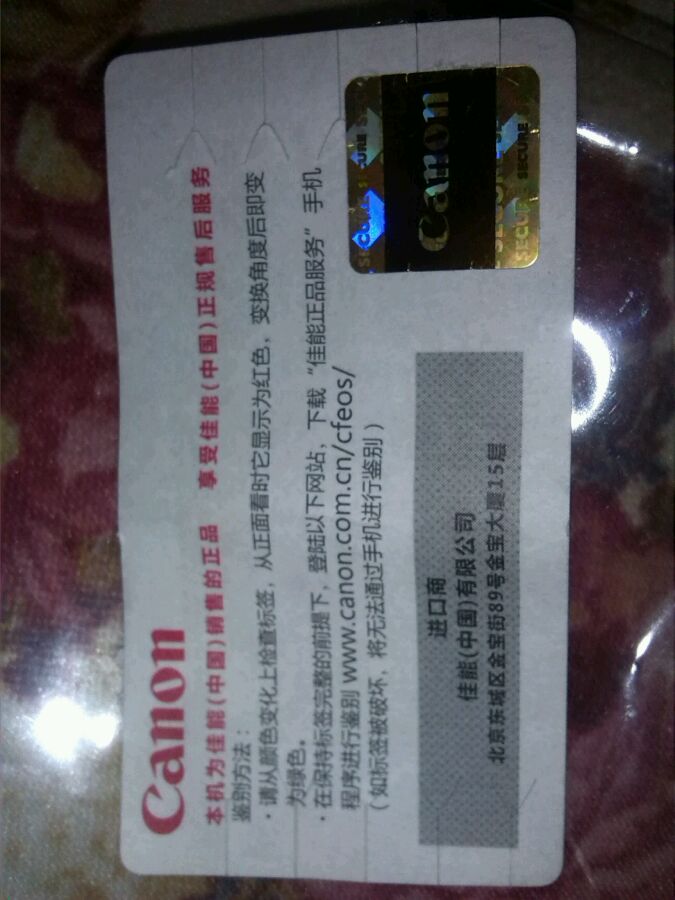 Canon
本机为佳能(中国)销售的正品 享受佳能(中国)正规售后服务
鉴别方法：
·请从颜色变化上检查标签，从正面看时它显示为红色，变换角度后即变
为绿色。
·在保持标签完整的前提下，登陆以下网站，下载“佳能正品服务”手机
程序进行鉴别 www.canon.com.cn/cfeos/
（如标签被破坏，将无法通过手机进行鉴别）
进口商
佳能(中国)有限公司
北京东城区金宝街89号金宝大厦15层
Canon
SECURE
SECURE